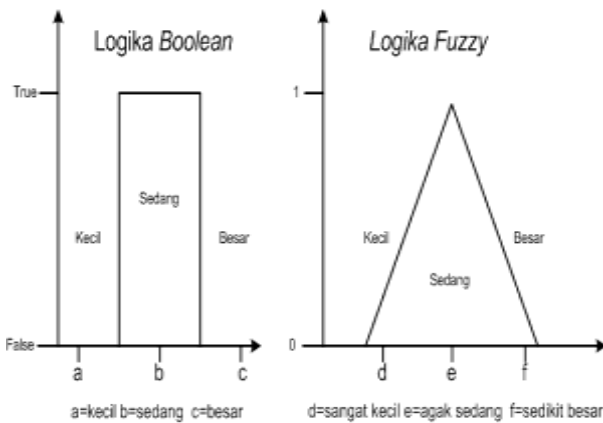 Logika Boolean
True
Sedang
Kecil
Besar
False
a b c
a=kecil b=sedang c=besar
Logika Fuzzy
1
Kecil
Besar
Sedang
0
d e f
d=sangat kecil e=agak sedang f=sedikit besar